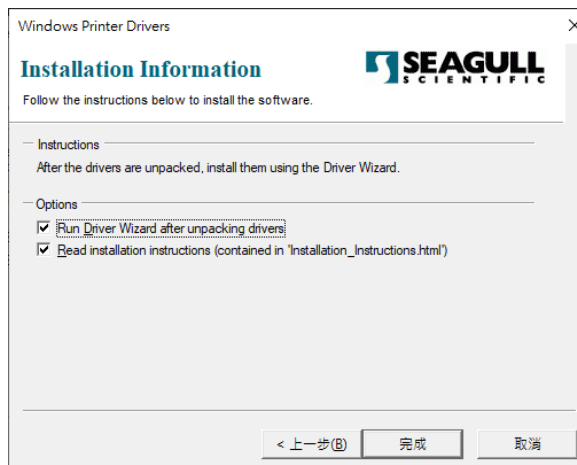 Windows Printer Drivers
Installation Information
SEAGULL
SCIENTIFIC
Follow the instructions below to install the software.
Instructions
After the drivers are unpacked, install them using the Driver Wizard.
Options
Run Driver Wizard after unpacking drivers
Read installation instructions (contained in 'Installation_Instructions.html')
< 上一步(B)
完成
取消